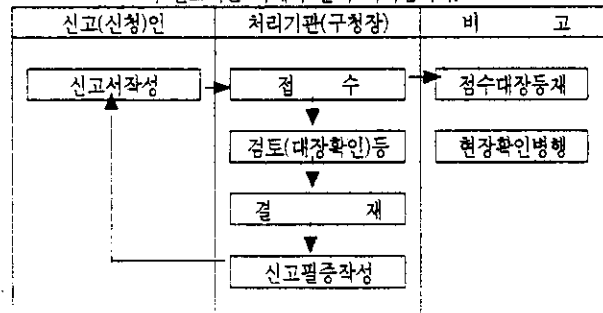 신고(신청)인 처리기관(구청장) 비 고
신고서작성 접 수 점수대장등재
검토(대장확인)등 현장확인병행
결 재
신고필증작성